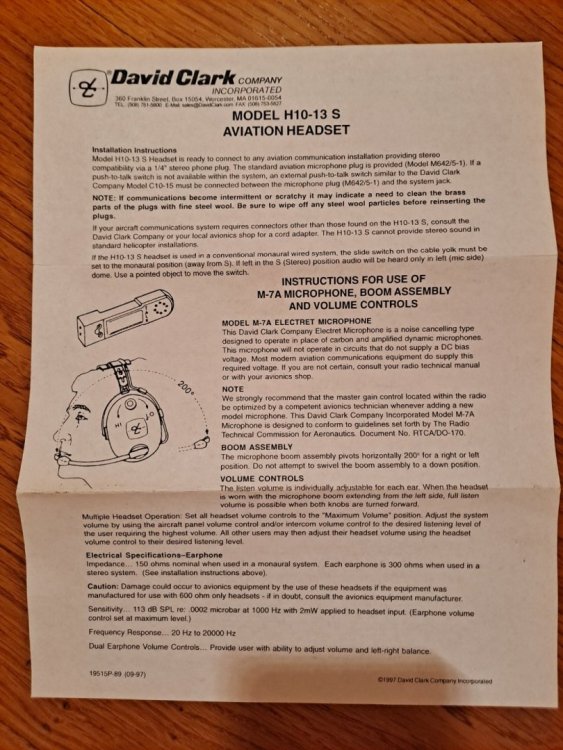 David Clark COMPANY
INCORPORATED
360 Franklin Street, Box 15054, Worcester, MA 01615-0054
TEL. (508) 751-5800 E-Mail: sales@DavidClark.com FAX (508) 753-5827
MODEL H10-13 S
AVIATION HEADSET
Installation Instructions
Model H10-13 S Headset is ready to connect to any aviation communication installation providing stereo
compatibility via a 1/4" stereo phone plug. The standard aviation microphone plug is provided (Model M642/5-1). If a
push-to-talk switch is not available within the system, an external push-to-talk switch similar to the David Clark
Company Model C10-15 must be connected between the microphone plug (M642/5-1) and the system jack.
NOTE: If communications become intermittent or scratchy it may indicate a need to clean the brass
parts of the plugs with fine steel wool. Be sure to wipe off any steel wool particles before reinserting the
plugs.
If your aircraft communications system requires connectors other than those found on the H10-13 S, consult the
David Clark Company or your local avionics shop for a cord adapter. The H10-13 S cannot provide stereo sound in
standard helicopter installations.
If the H10-13 S headset is used in a conventional monaural wired system, the slide switch on the cable yolk must be
set to the monaural position (away from S). If left in the S (Stereo) position audio will be heard only in left (mic side)
dome. Use a pointed object to move the switch.
INSTRUCTIONS FOR USE OF
M-7A MICROPHONE, BOOM ASSEMBLY
AND VOLUME CONTROLS
MODEL M-7A ELECTRET MICROPHONE
This David Clark Company Electret Microphone is a noise cancelling type
designed to operate in place of carbon and amplified dynamic microphones.
This microphone will not operate in circuits that do not supply a DC bias
voltage. Most modern aviation communications equipment do supply this
required voltage. If you are not certain, consult your radio technical manual
or with your avionics shop.
NOTE
We strongly recommend that the master gain control located within the radio
be optimized by a competent avionics technician whenever adding a new
model microphone. This David Clark Company Incorporated Model M-7A
Microphone is designed to conform to guidelines set forth by The Radio
Technical Commission for Aeronautics. Document No. RTCA/DO-170.
200°
HI
LO
BOOM ASSEMBLY
The microphone boom assembly pivots horizontally 200° for a right or left
position. Do not attempt to swivel the boom assembly to a down position.
VOLUME CONTROLS
The listen volume is individually adjustable for each ear. When the headset
is worn with the microphone boom extending from the left side, full listen
volume is possible when both knobs are turned forward.
Multiple Headset Operation: Set all headset volume controls to the "Maximum Volume" position. Adjust the system
volume by using the aircraft panel volume control and/or intercom volume control to the desired listening level of
the user requiring the highest volume. All other users may then adjust their headset volume using the headset
volume control to their desired listening level.
Electrical Specifications–Earphone
Impedance... 150 ohms nominal when used in a monaural system. Each earphone is 300 ohms when used in a
stereo system. (See installation instructions above).
Caution: Damage could occur to avionics equipment by the use of these headsets if the equipment was
manufactured for use with 600 ohm only headsets - if in doubt, consult the avionics equipment manufacturer.
Sensitivity... 113 dB SPL re: .0002 microbar at 1000 Hz with 2mW applied to headset input. (Earphone volume
control set at maximum level.)
Frequency Response... 20 Hz to 20000 Hz
Dual Earphone Volume Controls... Provide user with ability to adjust volume and left-right balance.
19515P-89 (09-97)
©1997 David Clark Company Incorporated